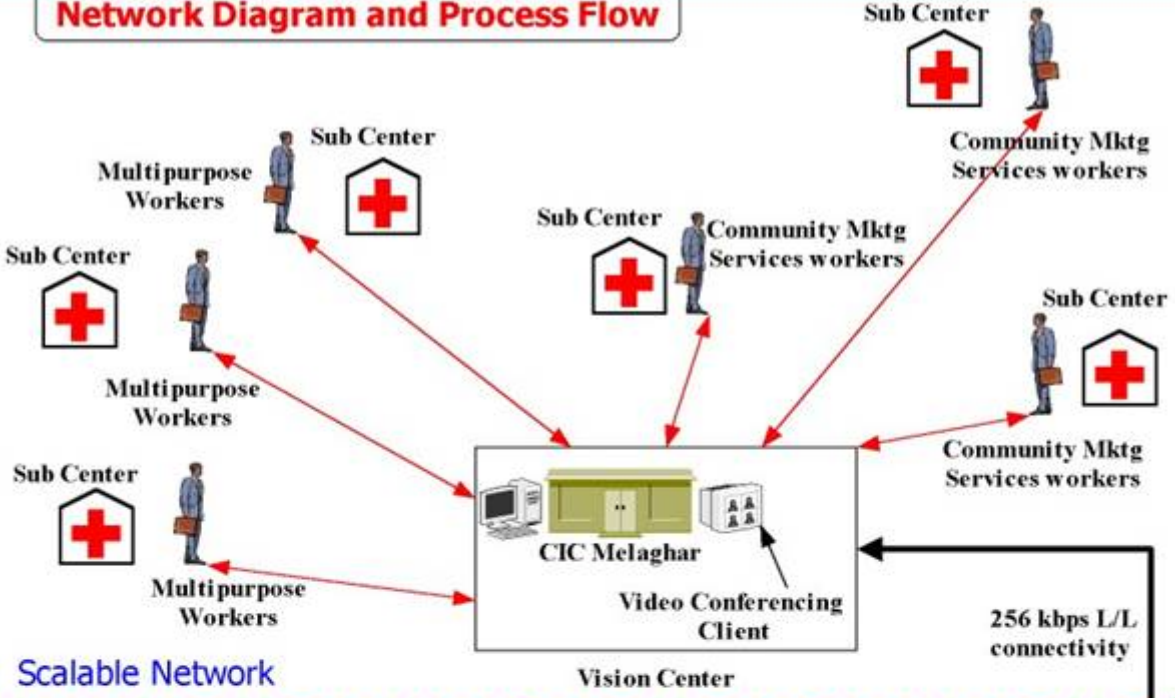 Network Diagram and Process Flow
Sub Center
Community Mktg
Services workers
Sub Center
Multipurpose
Workers
Sub Center
Community Mktg
Services workers
Sub Center
Multipurpose
Workers
Sub Center
Community Mktg
Services workers
Sub Center
Multipurpose
Workers
CIC Melaghar
Video Conferencing
Client
256 kbps L/L
connectivity
Scalable Network
Vision Center